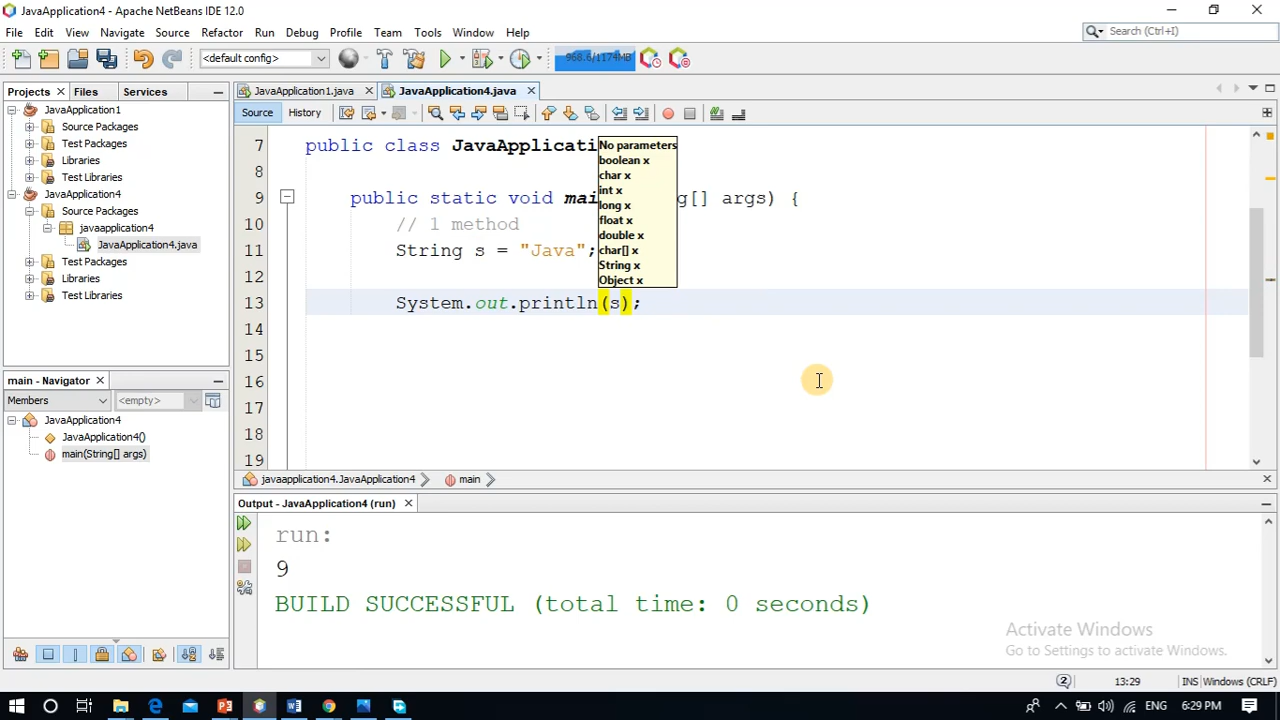 JavaApplication4 - Apache NetBeans IDE 12.0
File Edit View Navigate Source Refactor Run Debug Profile Team Tools Window Help
Search (Ctrl+I)
<default config>
968.6/1174MB
Projects Files Services
JavaApplication1.java JavaApplication4.java
JavaApplication1
Source Packages
Test Packages
Libraries
Test Libraries
JavaApplication4
Source Packages
javaapplication4
JavaApplication4.java
Test Packages
Libraries
Test Libraries
Source History
7 public class JavaApplicati
8
9 public static void mai g[] args) {
10 // 1 method
11 String s = "Java";
12
13 System.out.println(s);
14
15
16
17
18
19
No parameters
boolean x
char x
int x
long x
float x
double x
char[] x
String x
Object x
main - Navigator
Members <empty>
JavaApplication4
JavaApplication4()
main(String[] args)
javaapplication4.JavaApplication4 main
Output - JavaApplication4 (run)
run:
9
BUILD SUCCESSFUL (total time: 0 seconds)
Activate Windows
Go to Settings to activate Windows.
2 13:29 INS Windows (CRLF)
ENG 6:29 PM